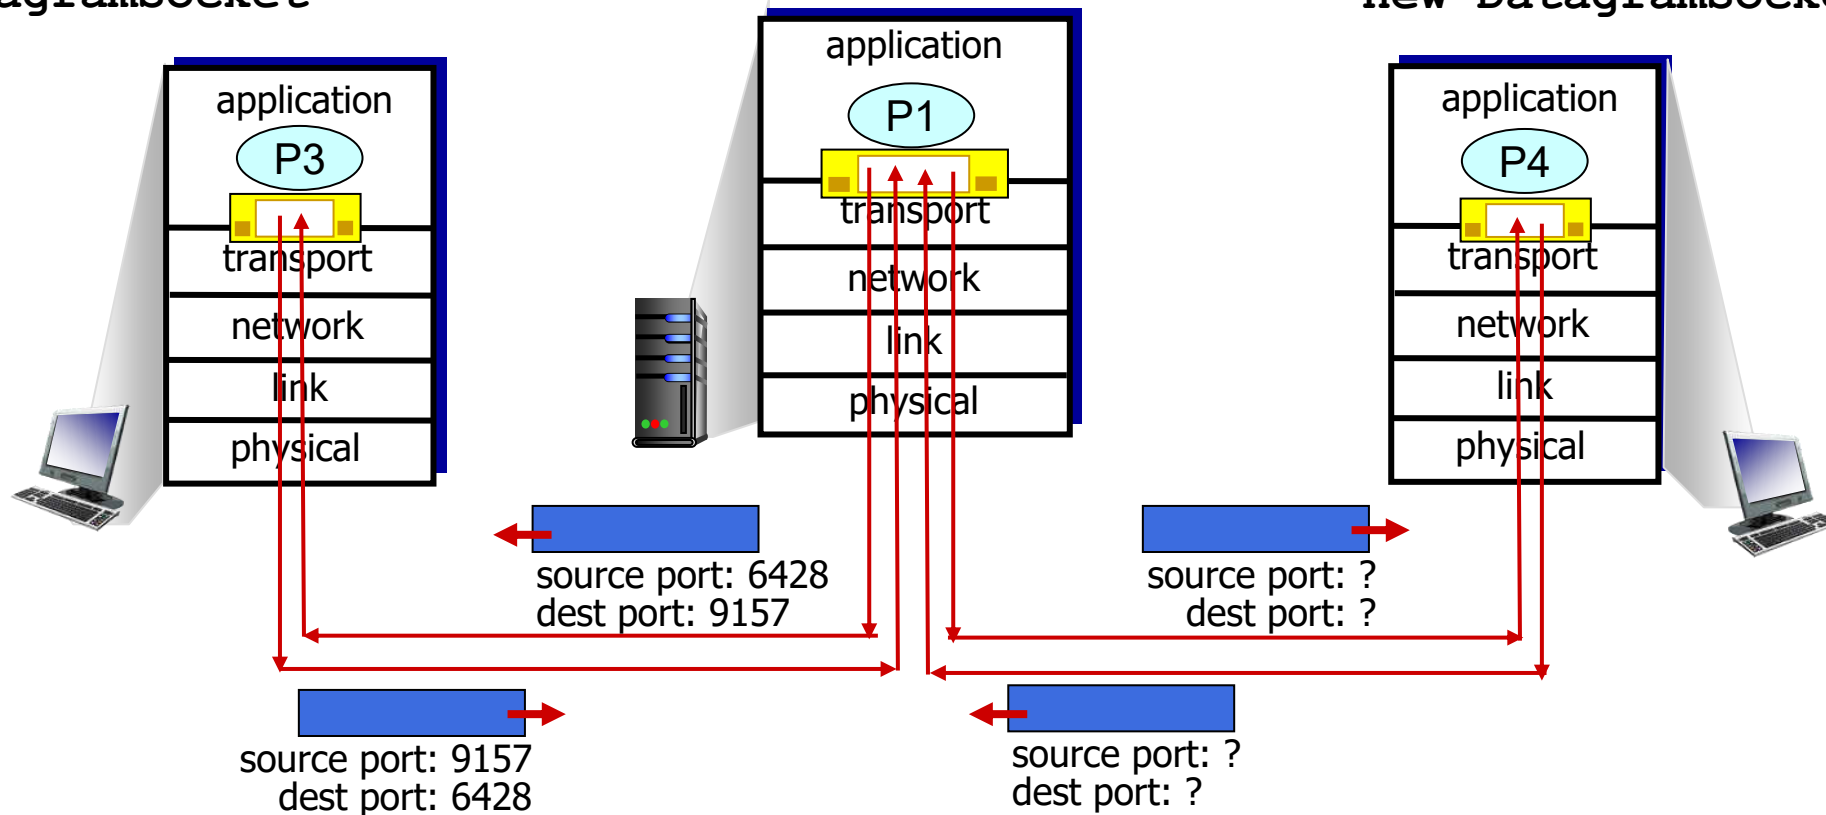 new DatagramSocke
application
P3
transport
network
link
physical
application
P1
transport
network
link
physical
application
P4
transport
network
link
physical
source port: 6428
dest port: 9157
source port: ?
dest port: ?
source port: 9157
dest port: 6428
source port: ?
dest port: ?